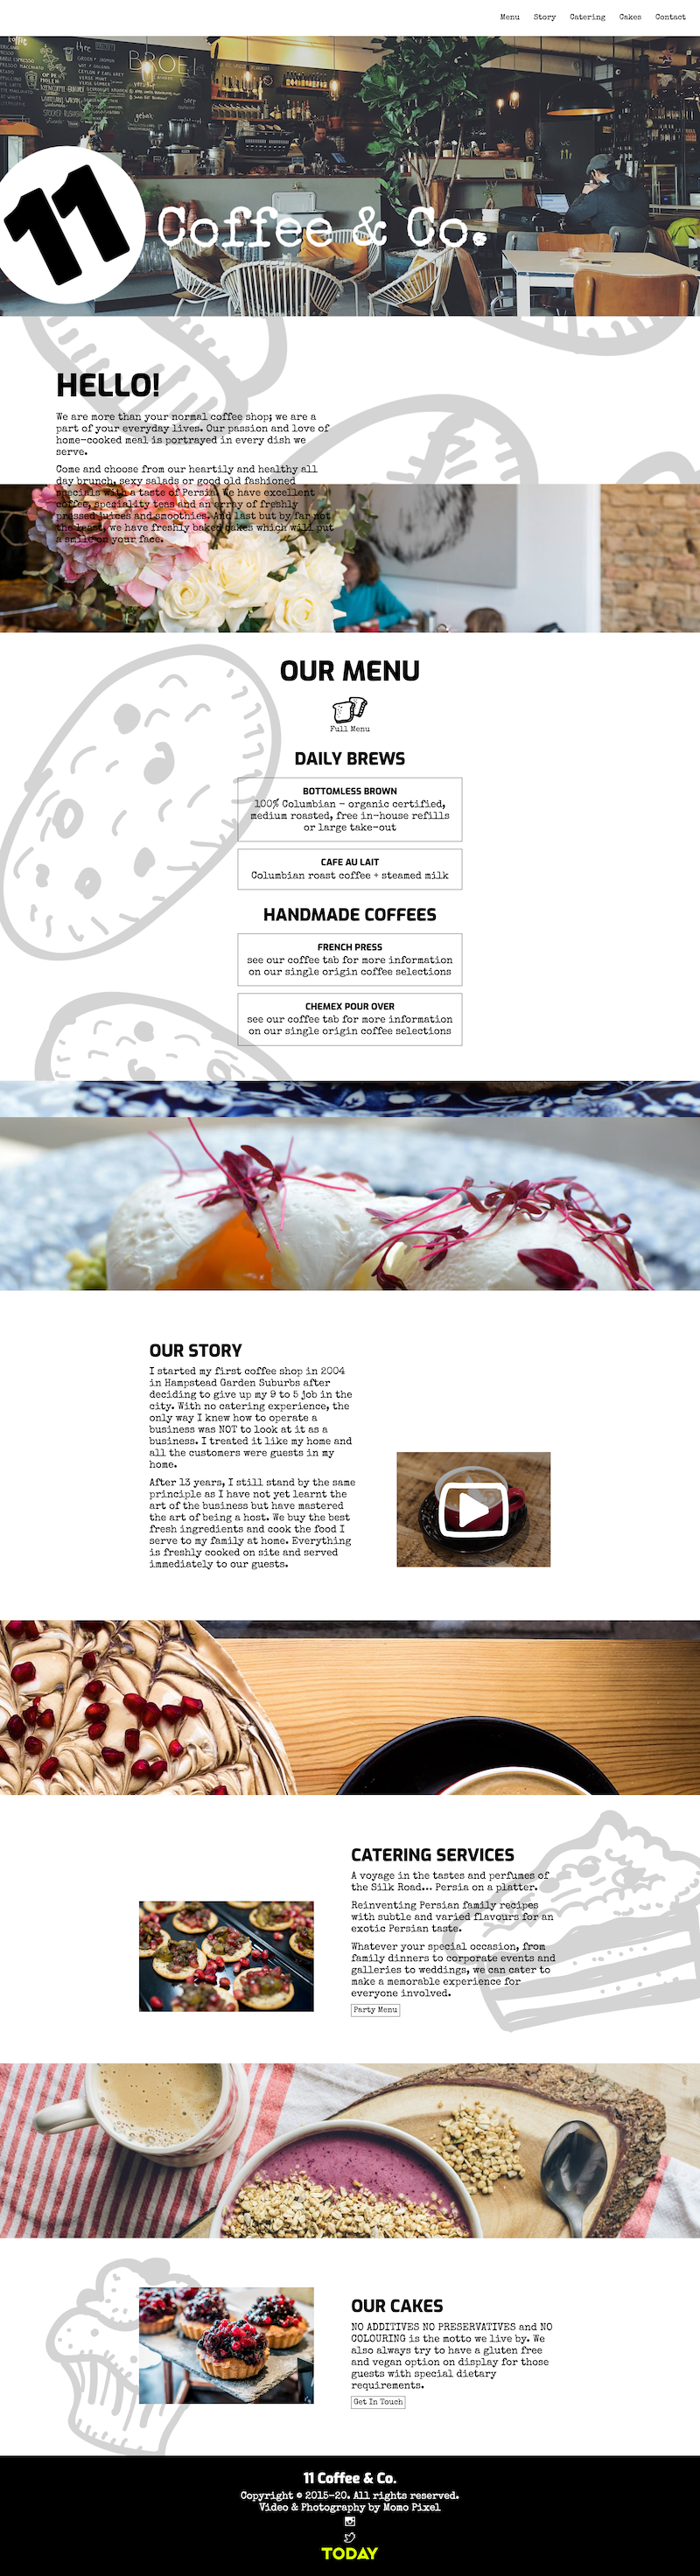 Menu Story Catering Cakes Contact
BROEI
WC
11
Coffee & Co.
HELLO!
We are more than your normal coffee shop; we are a
part of your everyday lives. Our passion and love of
home-cooked meal is portrayed in every dish we
serve.
Come and choose from our heartily and healthy all
day brunch, sexy salads or good old fashioned
specials with a taste of Persia. We have excellent
coffee, speciality teas and an array of freshly
pressed juices and smoothies. And last but by far not
the least, we have freshly baked cakes which will put
a smile on your face.
OUR MENU
Full Menu
DAILY BREWS
BOTTOMLESS BROWN
100% Columbian - organic certified,
medium roasted, free in-house refills
or large take-out
CAFE AU LAIT
Columbian roast coffee + steamed milk
HANDMADE COFFEES
FRENCH PRESS
see our coffee tab for more information
on our single origin coffee selections
CHEMEX POUR OVER
see our coffee tab for more information
on our single origin coffee selections
OUR STORY
I started my first coffee shop in 2004
in Hampstead Garden Suburbs after
deciding to give up my 9 to 5 job in the
city. With no catering experience, the
only way I knew how to operate a
business was NOT to look at it as a
business. I treated it like my home and
all the customers were guests in my
home.
After 13 years, I still stand by the same
principle as I have not yet learnt the
art of the business but have mastered
the art of being a host. We buy the best
fresh ingredients and cook the food I
serve to my family at home. Everything
is freshly cooked on site and served
immediately to our guests.
CATERING SERVICES
A voyage in the tastes and perfumes of
the Silk Road... Persia on a platter.
Reinventing Persian family recipes
with subtle and varied flavours for an
exotic Persian taste.
Whatever your special occasion, from
family dinners to corporate events and
galleries to weddings, we can cater to
make a memorable experience for
everyone involved.
Party Menu
OUR CAKES
NO ADDITIVES NO PRESERVATIVES and NO
COLOURING is the motto we live by. We
also always try to have a gluten free
and vegan option on display for those
guests with special dietary
requirements.
Get In Touch
11 Coffee & Co.
Copyright © 2015-20. All rights reserved.
Video & Photography by Momo Pixel
TODAY